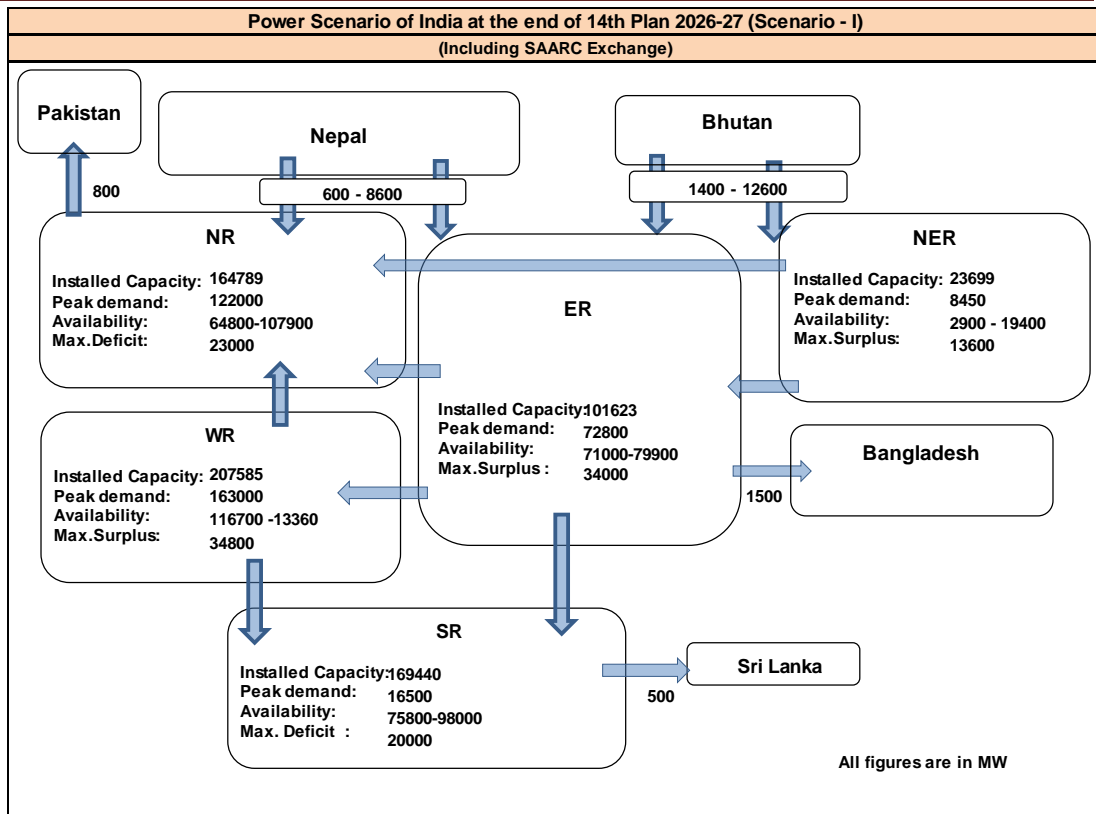 Power Scenario of India at the end of 14th Plan 2026-27 (Scenario - I)
(Including SAARC Exchange)
Pakistan
Nepal
Bhutan
800
600 - 8600
1400 - 12600
NR
Installed Capacity: 164789
Peak demand: 122000
Availability: 64800-107900
Max.Deficit: 23000
ER
Installed Capacity:101623
Peak demand: 72800
Availability: 71000-79900
Max.Surplus : 34000
NER
Installed Capacity: 23699
Peak demand: 8450
Availability: 2900 - 19400
Max.Surplus: 13600
WR
Installed Capacity: 207585
Peak demand: 163000
Availability: 116700 -13360
Max.Surplus: 34800
Bangladesh
1500
SR
Installed Capacity:169440
Peak demand: 16500
Availability: 75800-98000
Max. Deficit : 20000
Sri Lanka
500
All figures are in MW